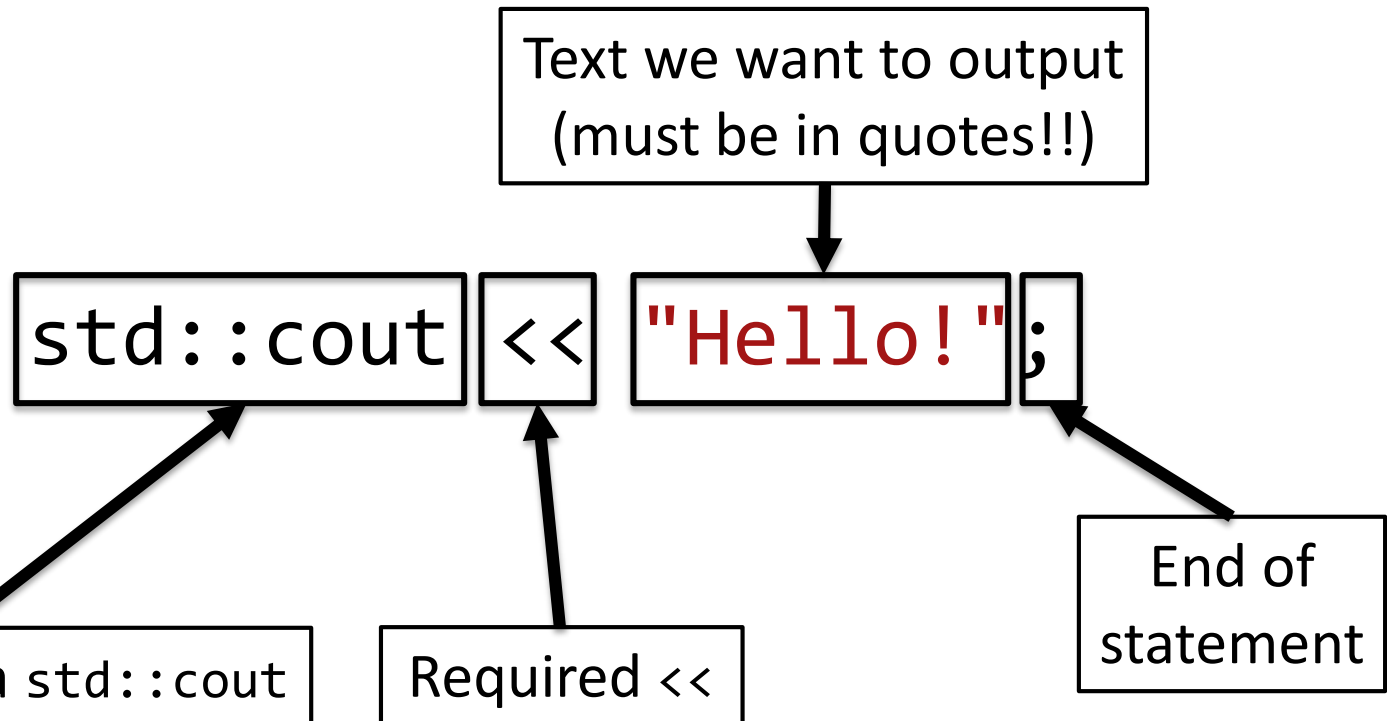 Text we want to output
(must be in quotes!!)
std::cout << "Hello!";
End of
statement
std::cout
Required <<